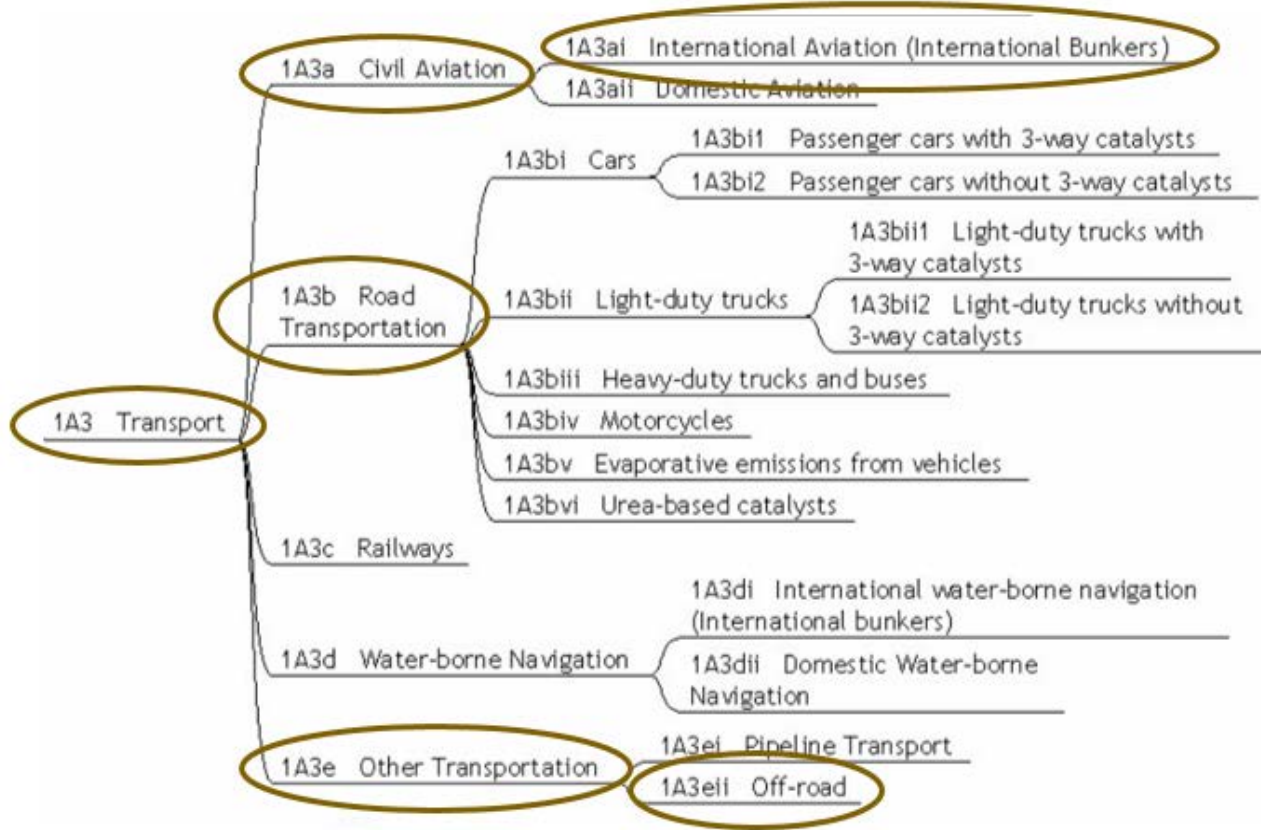 1A3ai International Aviation (International Bunkers)
1A3a Civil Aviation
1A3aii Domestic Aviation
1A3bi1 Passenger cars with 3-way catalysts
1A3bi Cars
1A3bi2 Passenger cars without 3-way catalysts
1A3bii1 Light-duty trucks with
3-way catalysts
1A3b Road
Transportation
1A3bii Light-duty trucks
1A3bii2 Light-duty trucks without
3-way catalysts
1A3biii Heavy-duty trucks and buses
1A3 Transport
1A3biv Motorcycles
1A3bv Evaporative emissions from vehicles
1A3bvi Urea-based catalysts
1A3c Railways
1A3di International water-borne navigation
(International bunkers)
1A3d Water-borne Navigation
1A3dii Domestic Water-borne
Navigation
1A3ei Pipeline Transport
1A3e Other Transportation
1A3eii Off-road